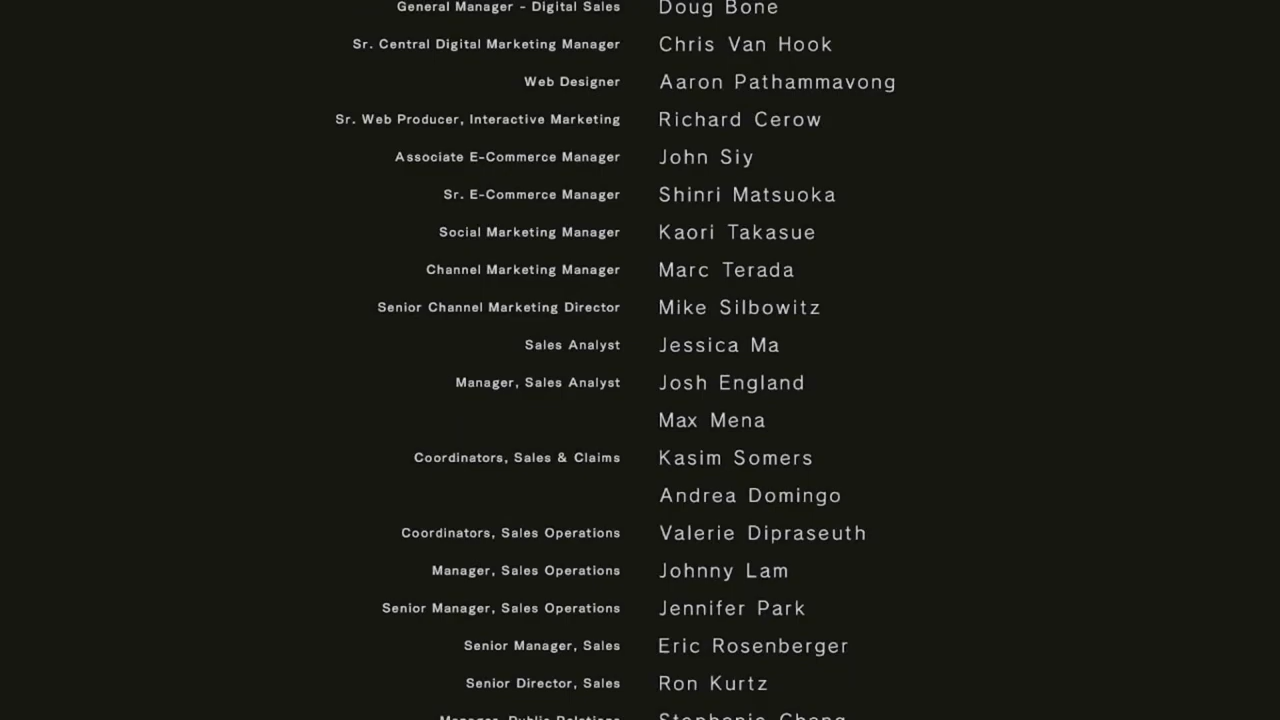 General Manager - Digital Sales Doug Bone
Sr. Central Digital Marketing Manager Chris Van Hook
Web Designer Aaron Pathammavong
Sr. Web Producer, Interactive Marketing Richard Cerow
Associate E-Commerce Manager John Siy
Sr. E-Commerce Manager Shinri Matsuoka
Social Marketing Manager Kaori Takasue
Channel Marketing Manager Marc Terada
Senior Channel Marketing Director Mike Silbowitz
Sales Analyst Jessica Ma
Manager, Sales Analyst Josh England
Max Mena
Coordinators, Sales & Claims Kasim Somers
Andrea Domingo
Coordinators, Sales Operations Valerie Dipraseuth
Manager, Sales Operations Johnny Lam
Senior Manager, Sales Operations Jennifer Park
Senior Manager, Sales Eric Rosenberger
Senior Director, Sales Ron Kurtz
Manager, Public Relations Stephanie